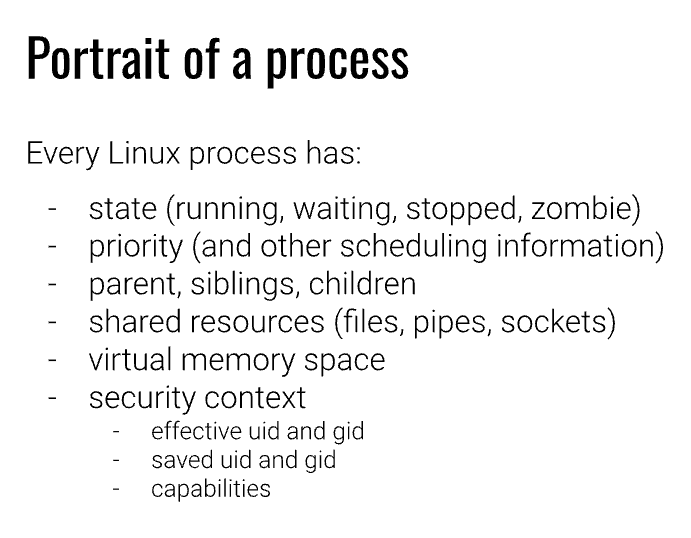 Portrait of a process
Every Linux process has:
- state (running, waiting, stopped, zombie)
- priority (and other scheduling information)
- parent, siblings, children
- shared resources (files, pipes, sockets)
- virtual memory space
- security context
- effective uid and gid
- saved uid and gid
- capabilities